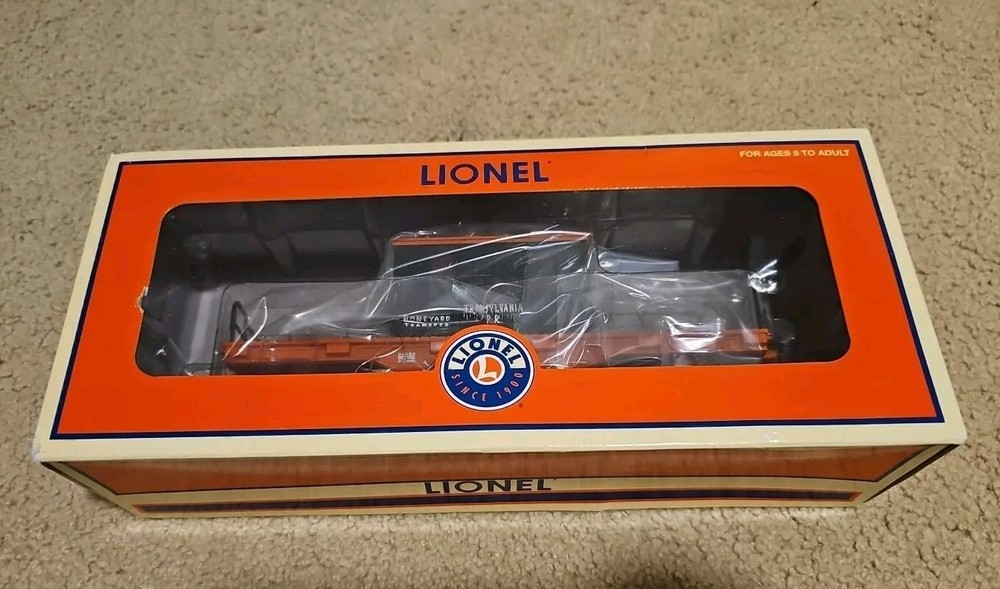 LIONEL
FOR AGES 8 TO ADULT
TRANSYLVANIA
R.R.
BONEYARD
TRANSFER
LIONEL
L
SINCE 1900
LIONEL